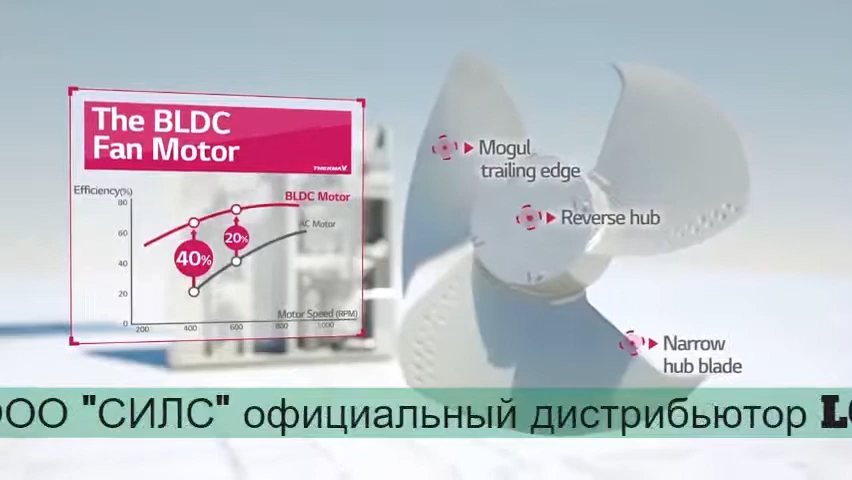 The BLDC
Fan Motor
THERMA V
Efficiency(%)
80
60
40
20
0
BLDC Motor
AC Motor
40%
20%
Motor Speed (RPM)
200
400
600
800
1000
Mogul
trailing edge
Reverse hub
Narrow
hub blade
ООО "СИЛС" официальный дистрибьютор